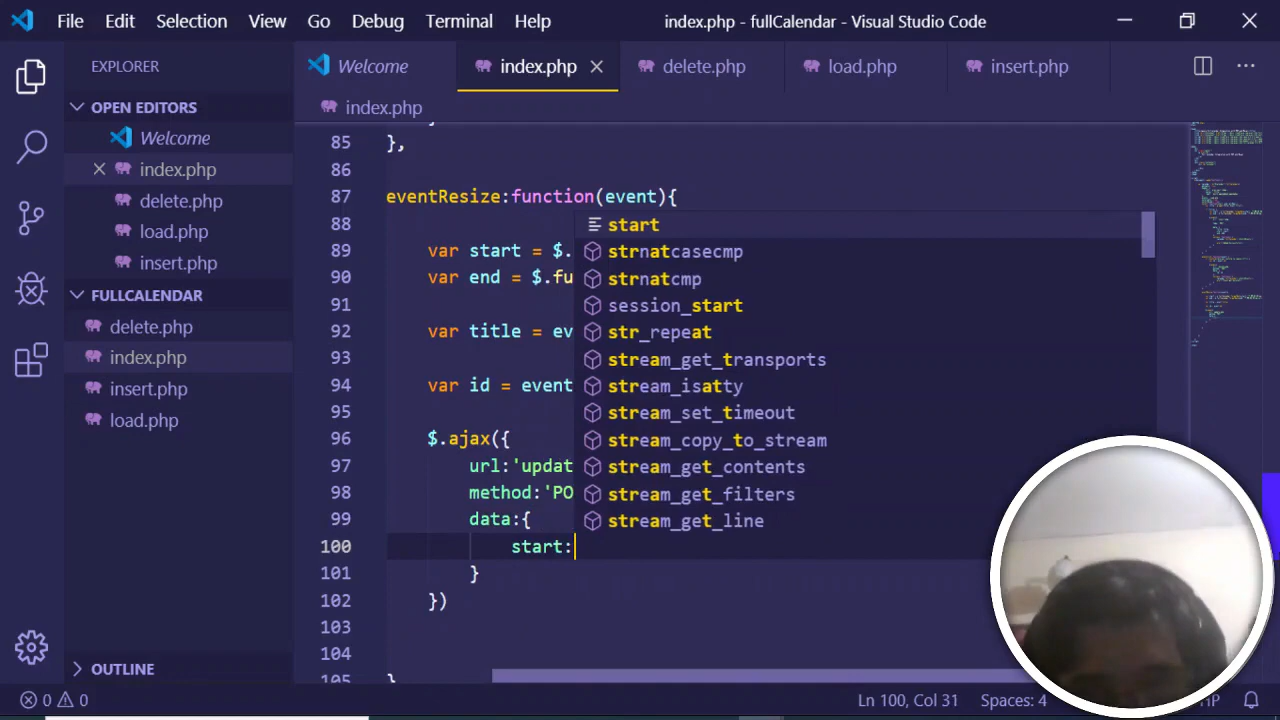 File Edit Selection View Go Debug Terminal Help index.php - fullCalendar - Visual Studio Code
EXPLORER
Welcome index.php delete.php load.php insert.php
OPEN EDITORS
Welcome
index.php
delete.php
load.php
insert.php
FULLCALENDAR
delete.php
index.php
insert.php
load.php
OUTLINE
index.php
85 },
86
87 eventResize:function(event){
88
89 var start = $.
90 var end = $.fu
91
92 var title = ev
93
94 var id = event
95
96 $.ajax({
97 url:'updat
98 method:'PO
99 data:{
100 start:
101 }
102 })
103
104
105 }
start
strnatcasecmp
strnatcmp
session_start
str_repeat
stream_get_transports
stream_isatty
stream_set_timeout
stream_copy_to_stream
stream_get_contents
stream_get_filters
stream_get_line
0 0 Ln 100, Col 31 Spaces: 4